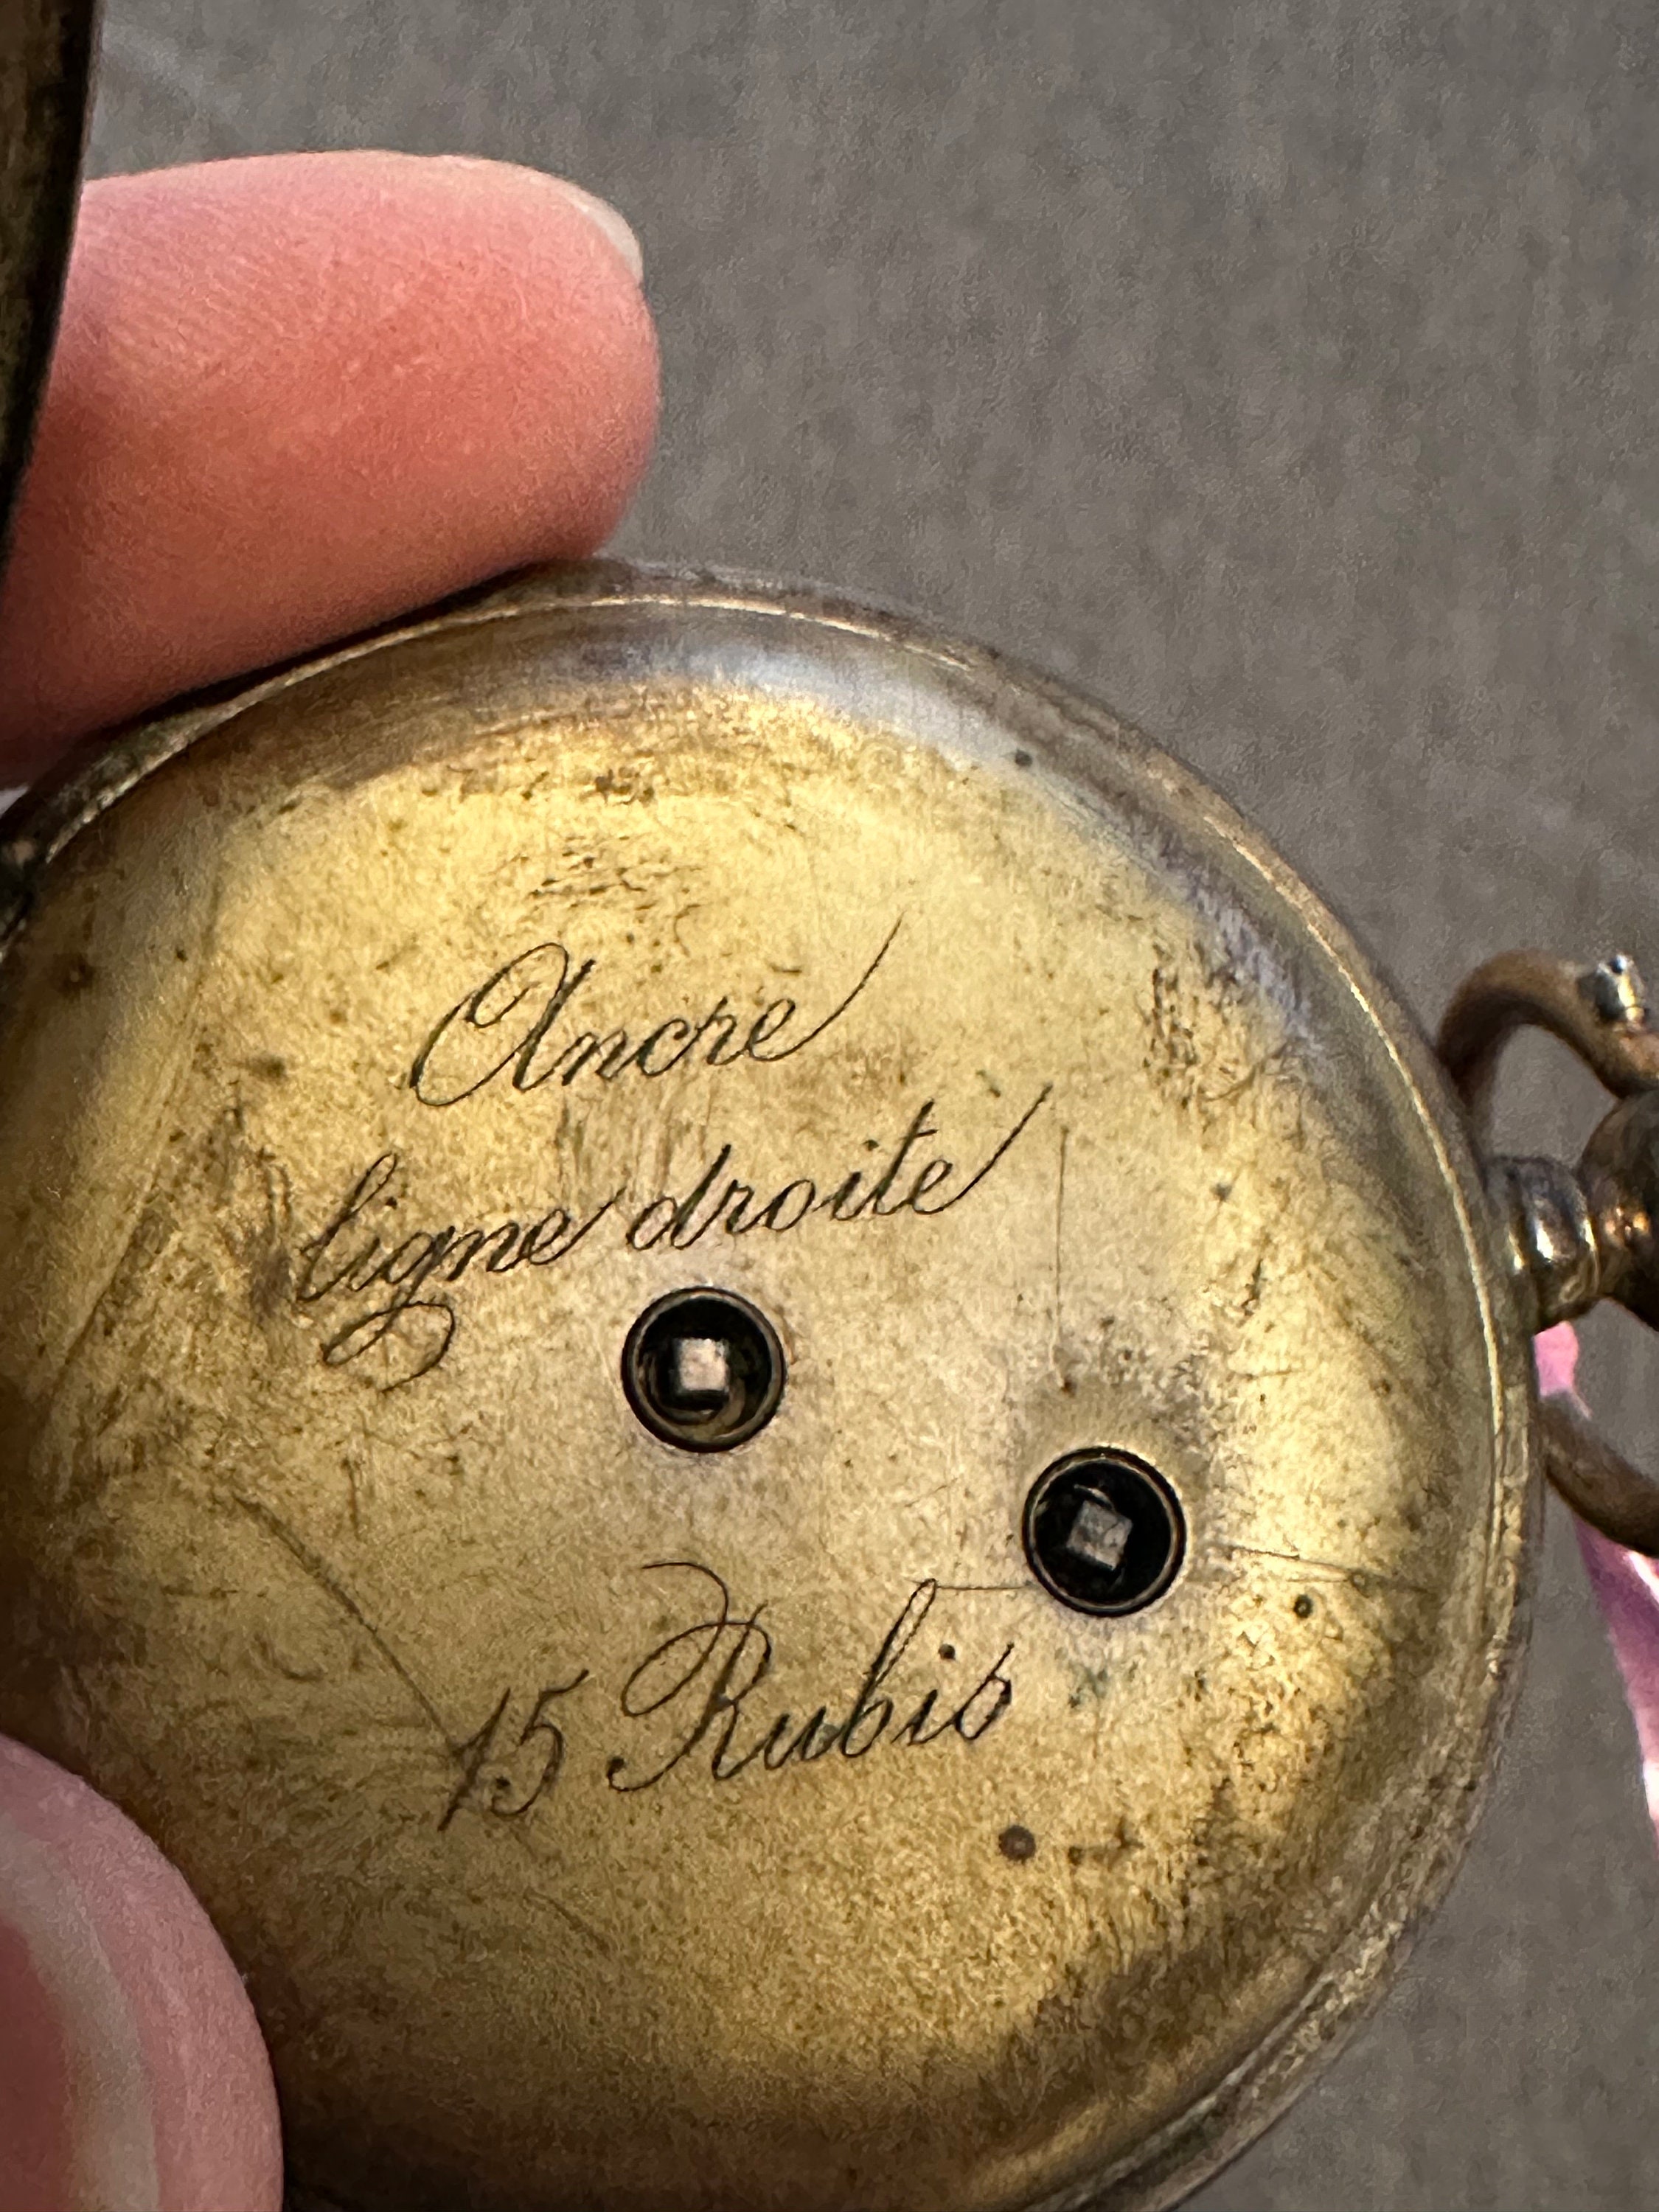 Ancre
ligne droite
15 Rubis